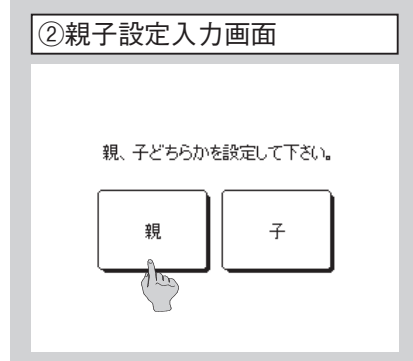 ②親子設定入力画面
親、子どちらかを設定して下さい。
親
子